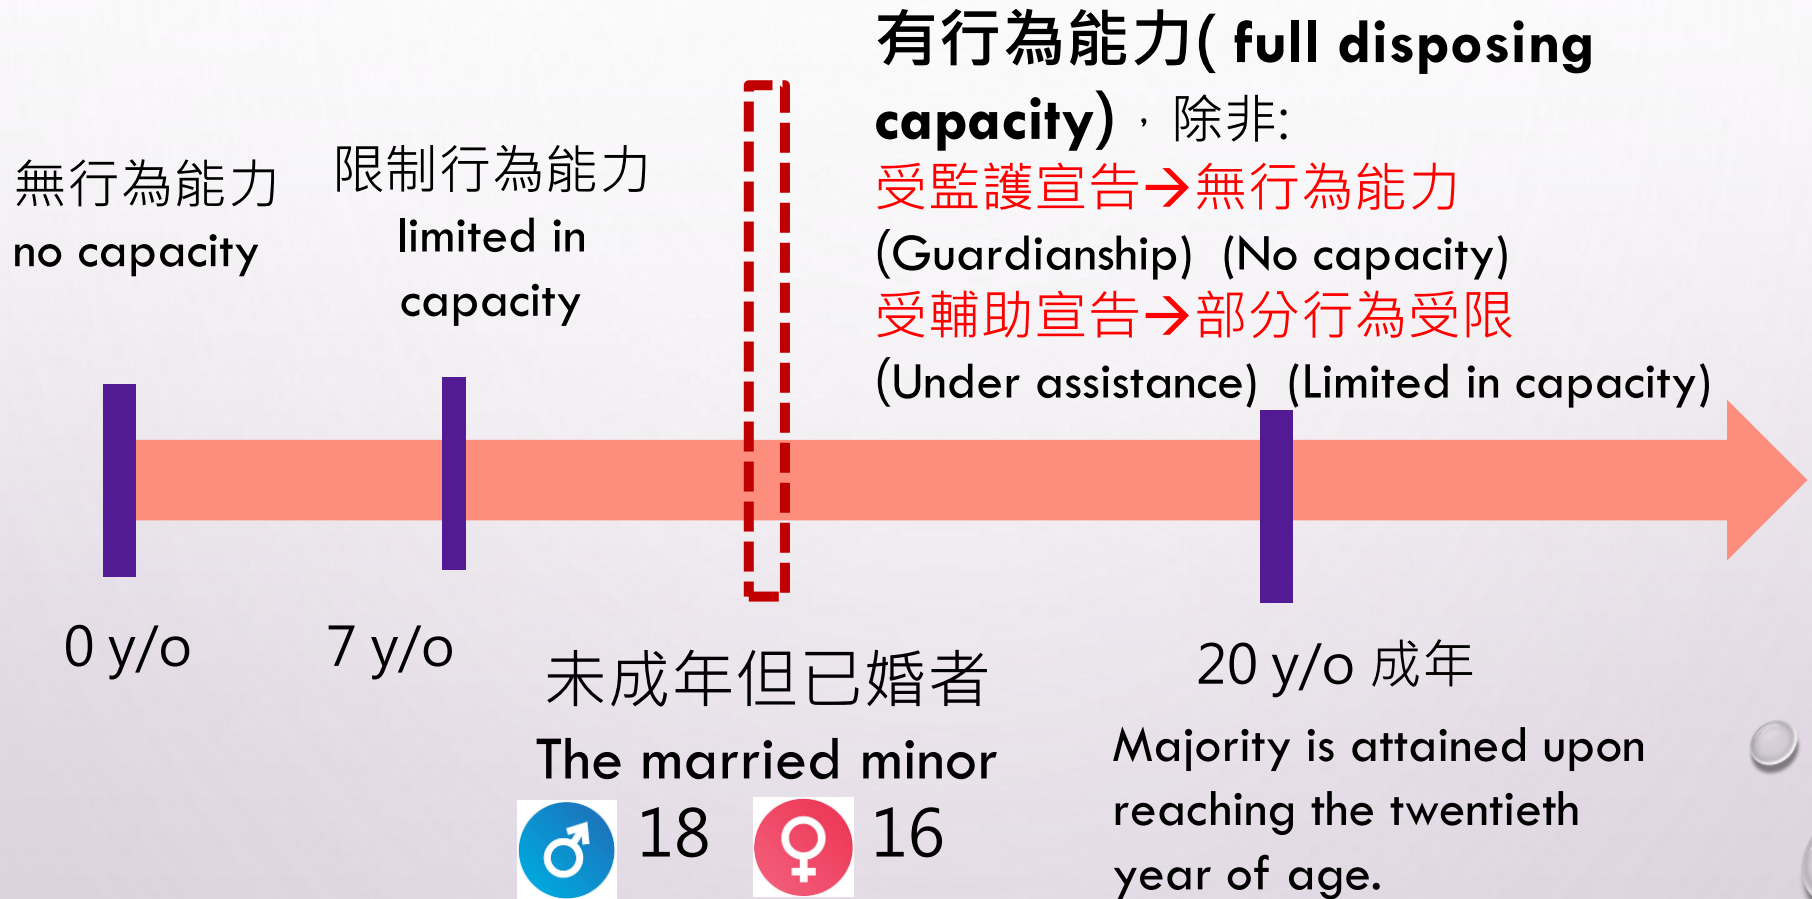 無行為能力
no capacity
限制行為能力
limited in
capacity
有行為能力( full disposing
capacity)，除非:
受監護宣告→無行為能力
(Guardianship) (No capacity)
受輔助宣告→部分行為受限
(Under assistance) (Limited in capacity)
0 y/o
7 y/o
未成年但已婚者
The married minor
♂ 18 ♀ 16
20 y/o 成年
Majority is attained upon
reaching the twentieth
year of age.